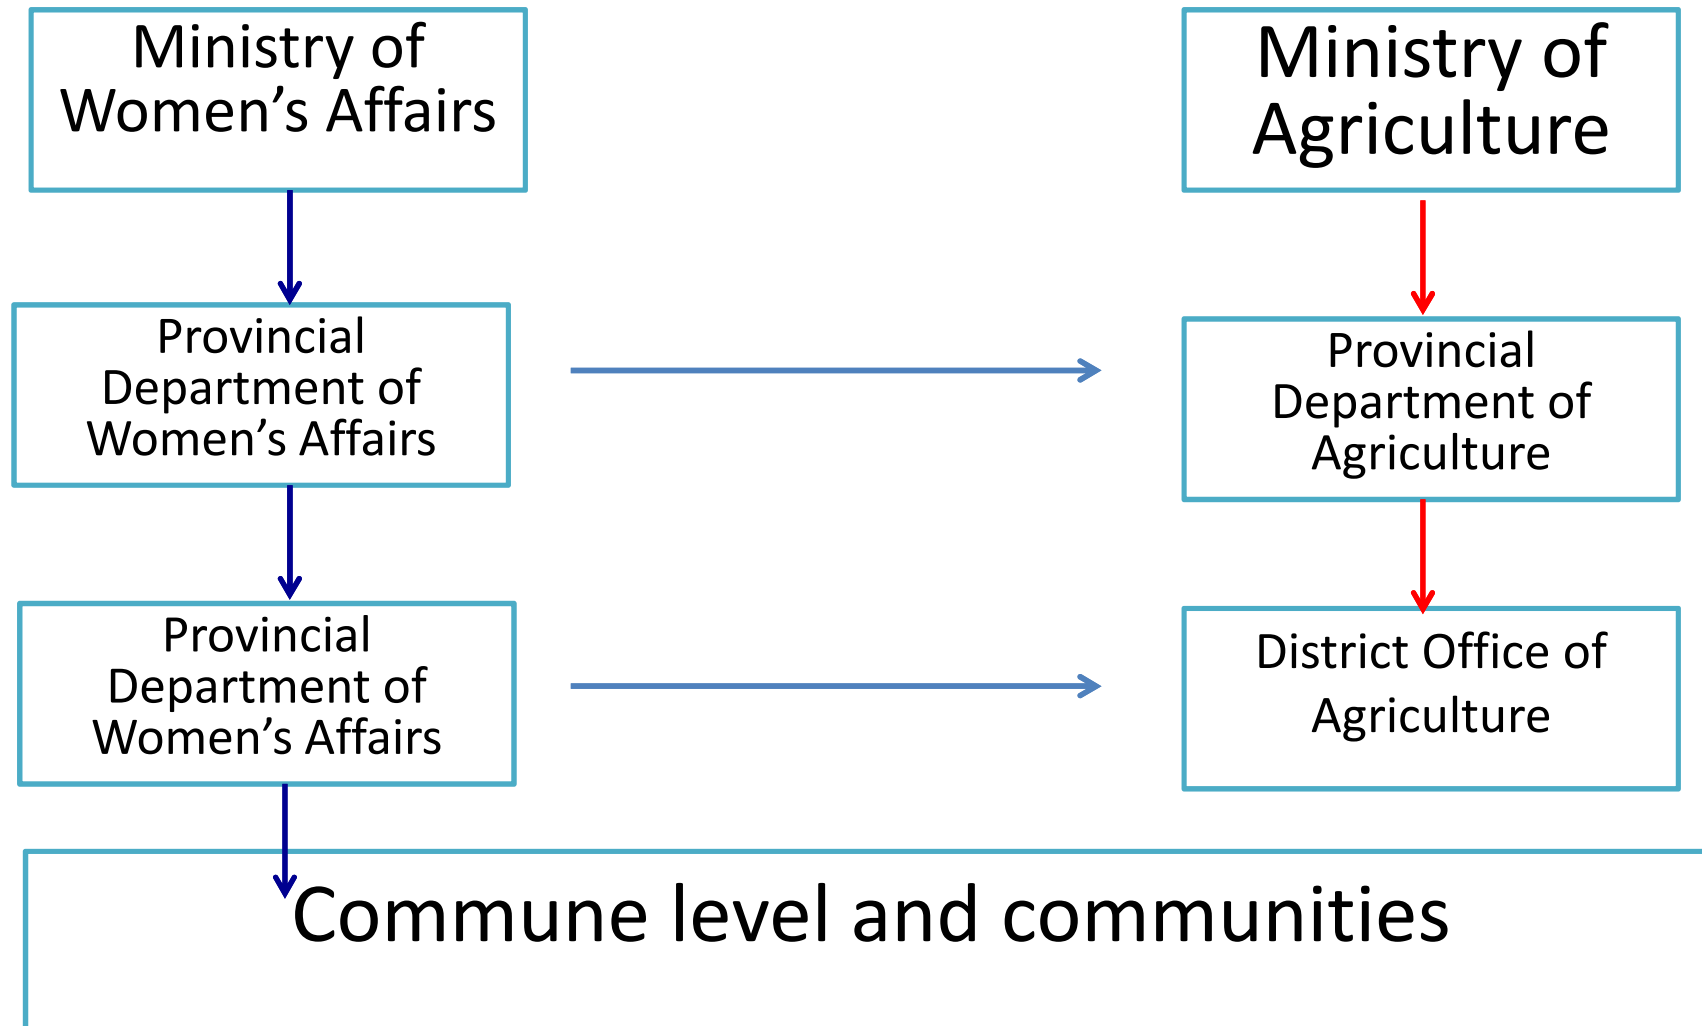 Ministry of
Women’s Affairs
Ministry of
Agriculture
Provincial
Department of
Women’s Affairs
Provincial
Department of
Agriculture
Provincial
Department of
Women’s Affairs
District Office of
Agriculture
Commune level and communities